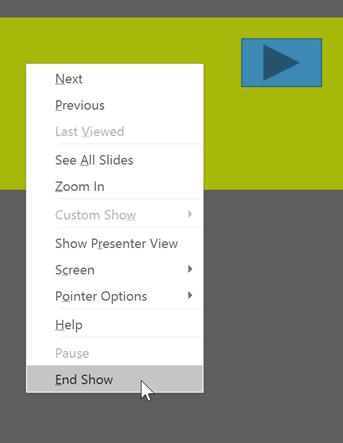 Next
Previous
Last Viewed
See All Slides
Zoom In
Custom Show
Show Presenter View
Screen
Pointer Options
Help
Pause
End Show